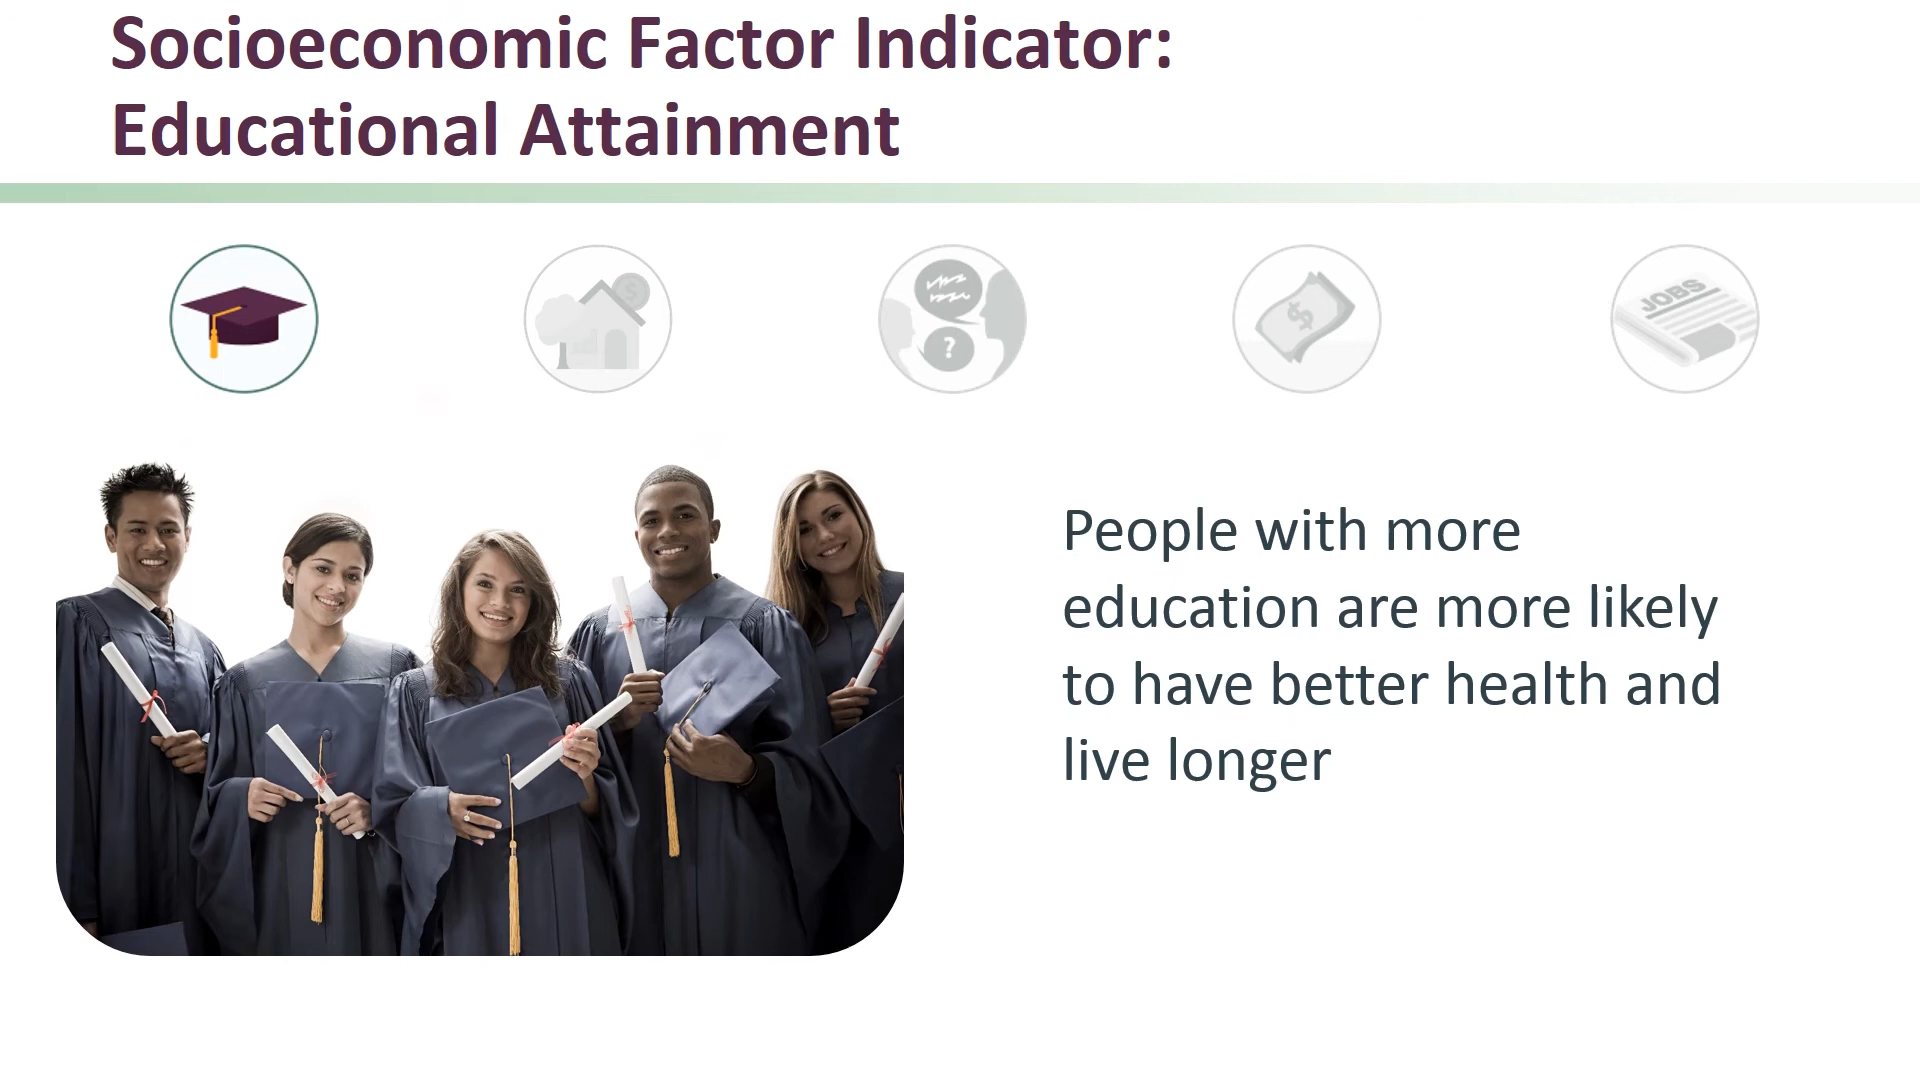 Socioeconomic Factor Indicator:
Educational Attainment
$
?
$
JOBS
People with more
education are more likely
to have better health and
live longer